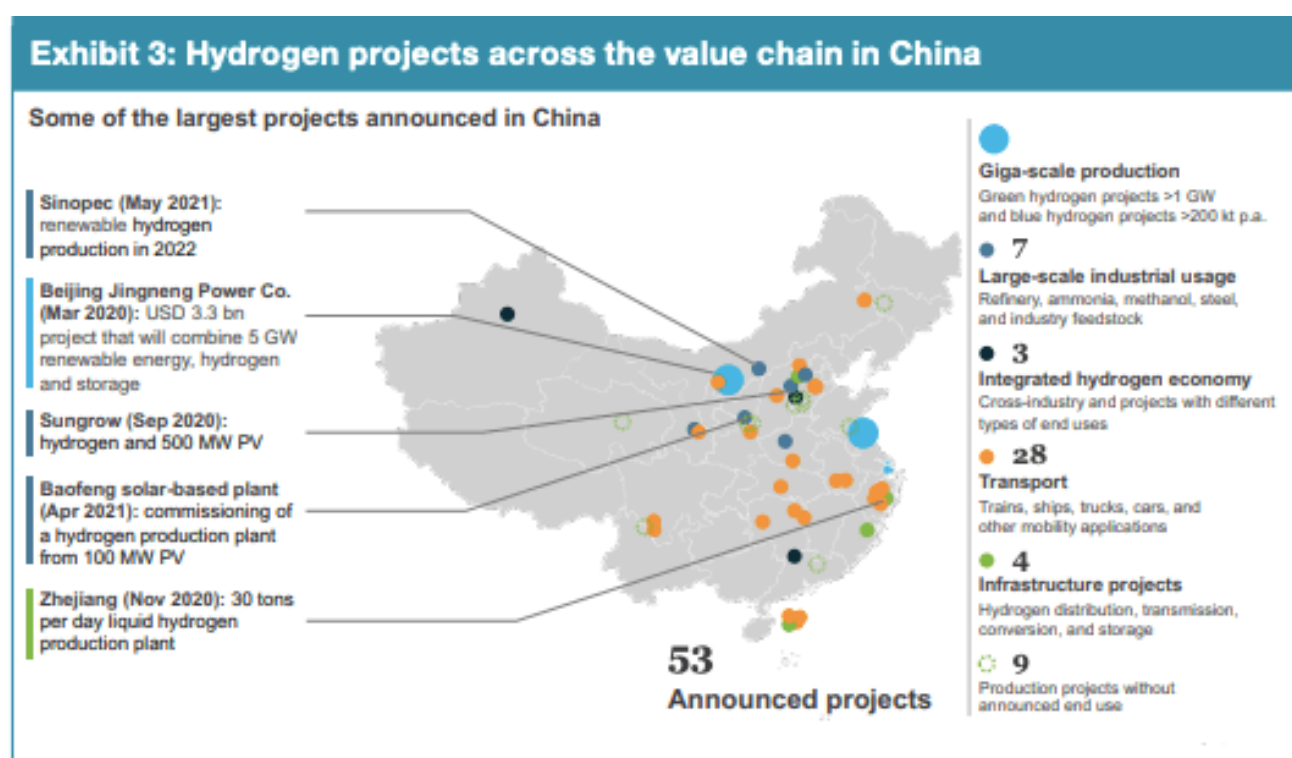 Exhibit 3: Hydrogen projects across the value chain in China
Some of the largest projects announced in China
Sinopec (May 2021):
renewable hydrogen
production in 2022
Beijing Jingneng Power Co.
(Mar 2020): USD 3.3 bn
project that will combine 5 GW
renewable energy, hydrogen
and storage
Sungrow (Sep 2020):
hydrogen and 500 MW PV
Baofeng solar-based plant
(Apr 2021): commissioning of
a hydrogen production plant
from 100 MW PV
Zhejiang (Nov 2020): 30 tons
per day liquid hydrogen
production plant
53
Announced projects
Giga-scale production
Green hydrogen projects >1 GW
and blue hydrogen projects >200 kt p.a.
7
Large-scale industrial usage
Refinery, ammonia, methanol, steel,
and industry feedstock
3
Integrated hydrogen economy
Cross-industry and projects with different
types of end uses
28
Transport
Trains, ships, trucks, cars, and
other mobility applications
4
Infrastructure projects
Hydrogen distribution, transmission,
conversion, and storage
9
Production projects without
announced end use